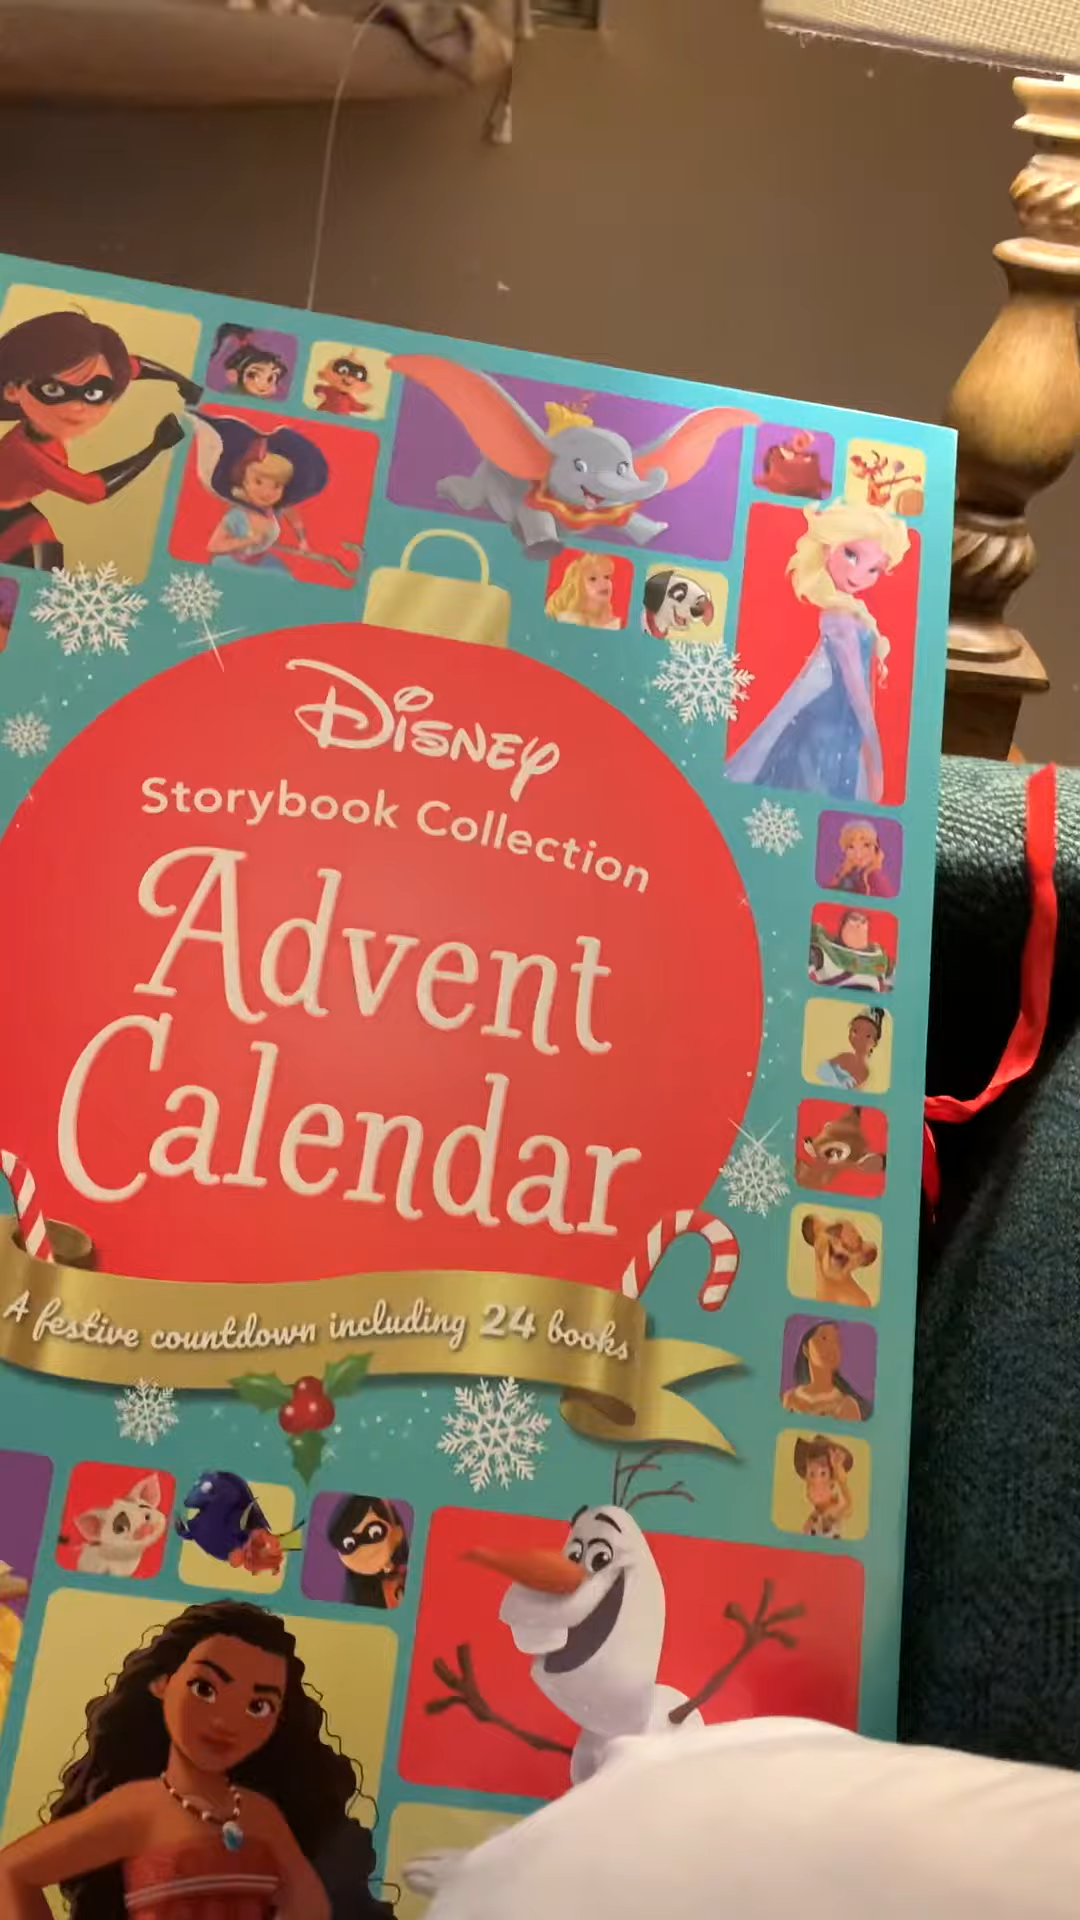 Disney
Storybook Collection
Advent
Calendar
A festive countdown including 24 books